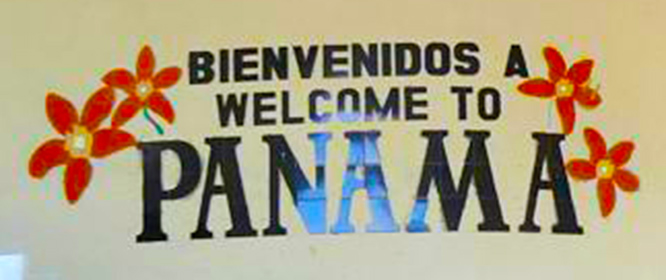 BIENVENIDOS A
WELCOME TO
PANAMA